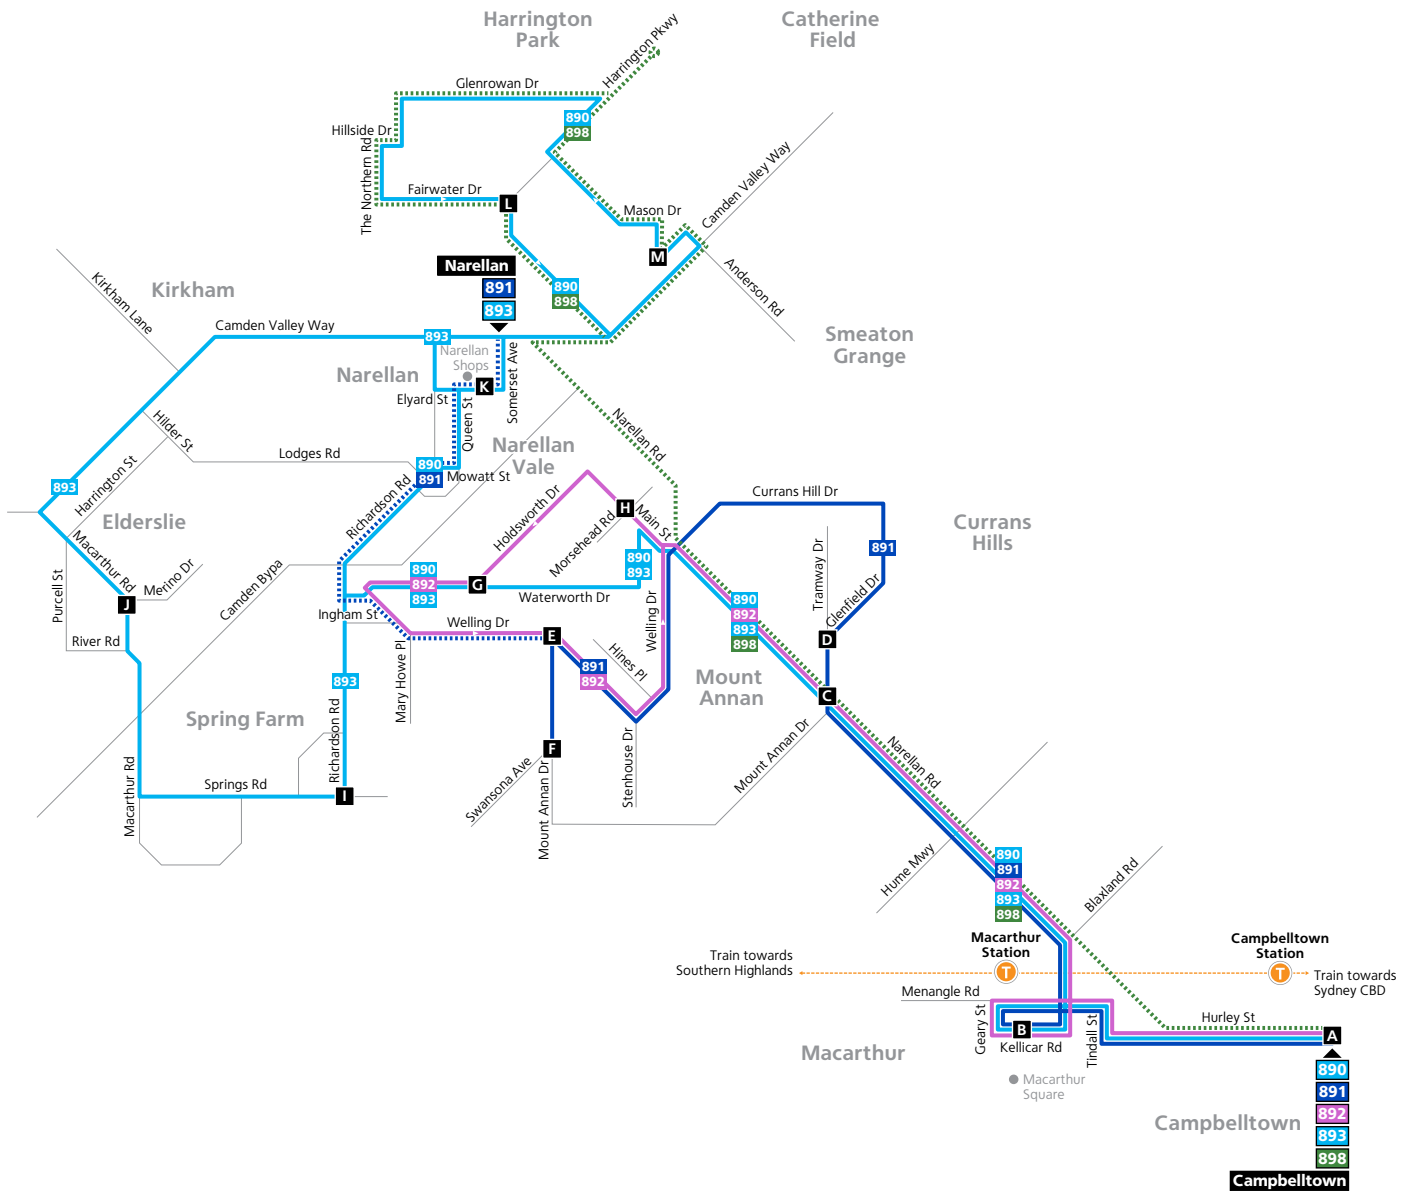 Harrington
Park
Catherine
Field
Harrington Pkwy
Glenrowan Dr
890
898
Hillside Dr
The Northern Rd
Fairwater Dr
L
Mason Dr
M
Camden Valley Way
Anderson Rd
Narellan
891
893
890
898
Kirkham
Kirkham Lane
Camden Valley Way
893
Smeaton
Grange
Narellan
Shops
Narellan
K
Somerset Ave
Elyard St
Queen St
Hilder St
Harrington St
Lodges Rd
Narellan
Vale
Narellan Rd
890
891
Mowatt St
893
Elderslie
Richardson Rd
Holdsworth Dr
H
Main St
Morsehead Rd
Currans Hill Dr
Currans
Hills
891
Macarthur Rd
Purcell St
Merino Dr
J
River Rd
Camden Bypa
890
892
893
G
Waterworth Dr
890
893
Ingham St
Welling Dr
E
Mary Howe Pl
891
892
Hines Pl
Welling Dr
890
892
893
898
Tramway Dr
Glenfield Dr
D
C
Mount
Annan
893
Spring Farm
Richardson Rd
Springs Rd
Macarthur Rd
I
F
Swansona Ave
Mount Annan Dr
Stenhouse Dr
Mount Annan Dr
Narellan Rd
Hume Mwy
890
891
892
893
898
Blaxland Rd
Macarthur
Station
T
Campbelltown
Station
T
Train towards
Southern Highlands
Train towards
Sydney CBD
Menangle Rd
Geary St
B
Kellicar Rd
Tindall St
Hurley St
A
Macarthur
Macarthur
Square
890
891
892
893
898
Campbelltown
Campbelltown